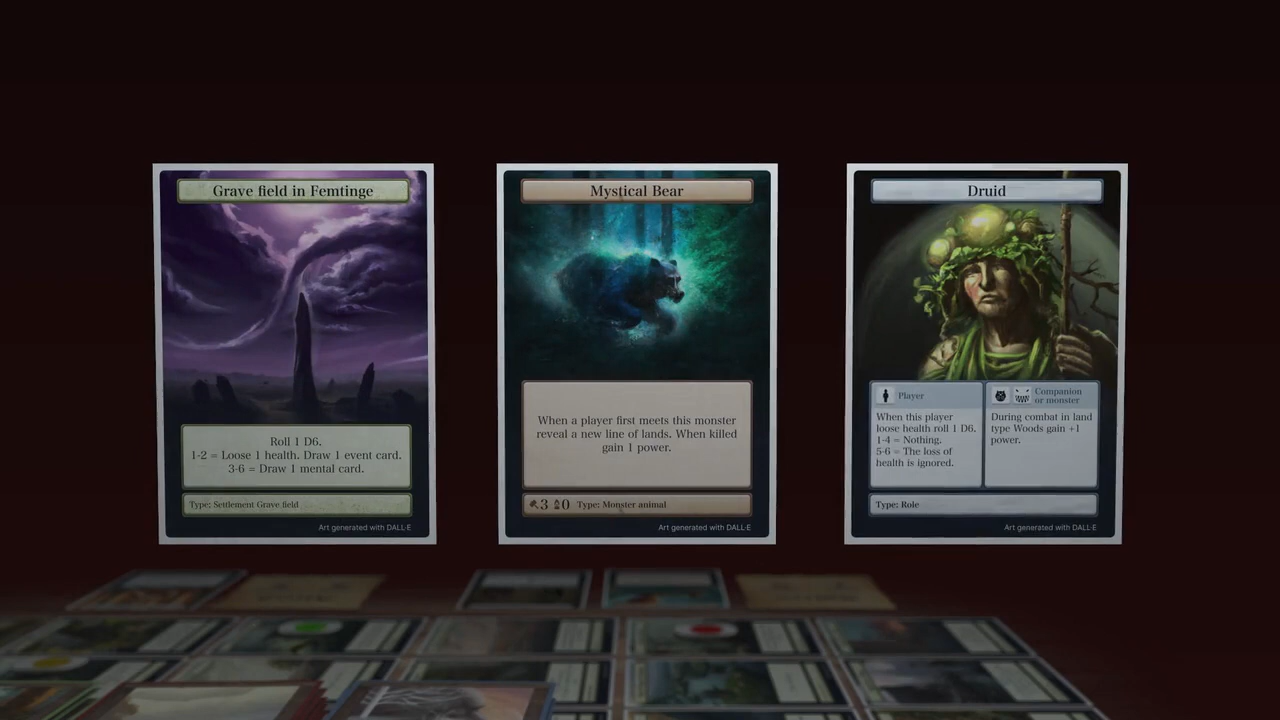 Grave field in Femtinge
Roll 1 D6.
1-2 = Loose 1 health. Draw 1 event card.
3-6 = Draw 1 mental card.
Type: Settlement Grave field
Art generated with DALL·E
Mystical Bear
When a player first meets this monster
reveal a new line of lands. When killed
gain 1 power.
3 0 Type: Monster animal
Art generated with DALL·E
Druid
Player
When this player
loose health roll 1 D6.
1-4 = Nothing.
5-6 = The loss of
health is ignored.
Companion
or monster
During combat in land
type Woods gain +1
power.
Type: Role
Art generated with DALL·E